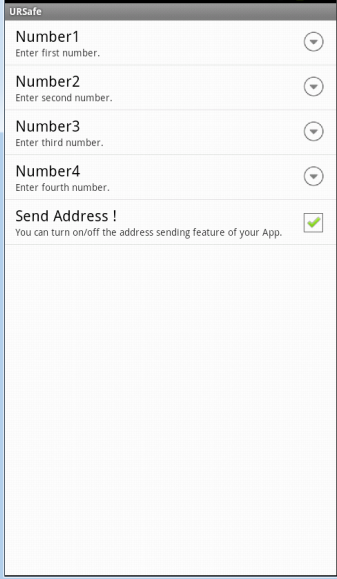 URSafe
Number1
Enter first number.
Number2
Enter second number.
Number3
Enter third number.
Number4
Enter fourth number.
Send Address !
You can turn on/off the address sending feature of your App.